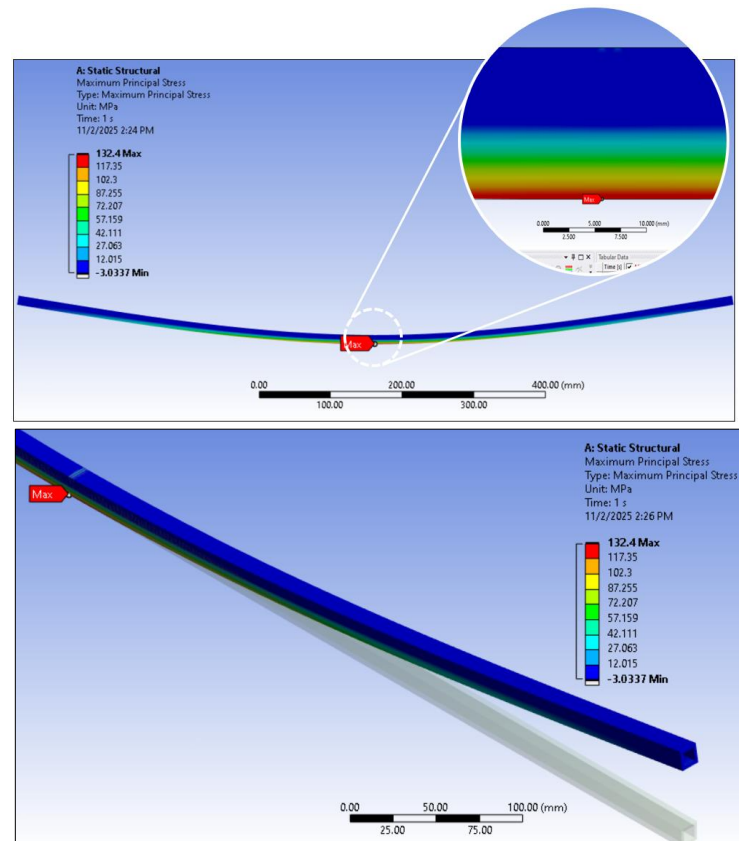 A: Static Structural
Maximum Principal Stress
Type: Maximum Principal Stress
Unit: MPa
Time: 1 s
11/2/2025 2:24 PM
132.4 Max
117.35
102.3
87.255
72.207
57.159
42.111
27.063
12.015
-3.0337 Min
Max
0.000 5.000 10.000 (mm)
2.500 7.500
Tabular Data
Time [s]
Max
0.00 200.00 400.00 (mm)
100.00 300.00
A: Static Structural
Maximum Principal Stress
Type: Maximum Principal Stress
Unit: MPa
Time: 1 s
11/2/2025 2:26 PM
132.4 Max
117.35
102.3
87.255
72.207
57.159
42.111
27.063
12.015
-3.0337 Min
Max
0.00 50.00 100.00 (mm)
25.00 75.00